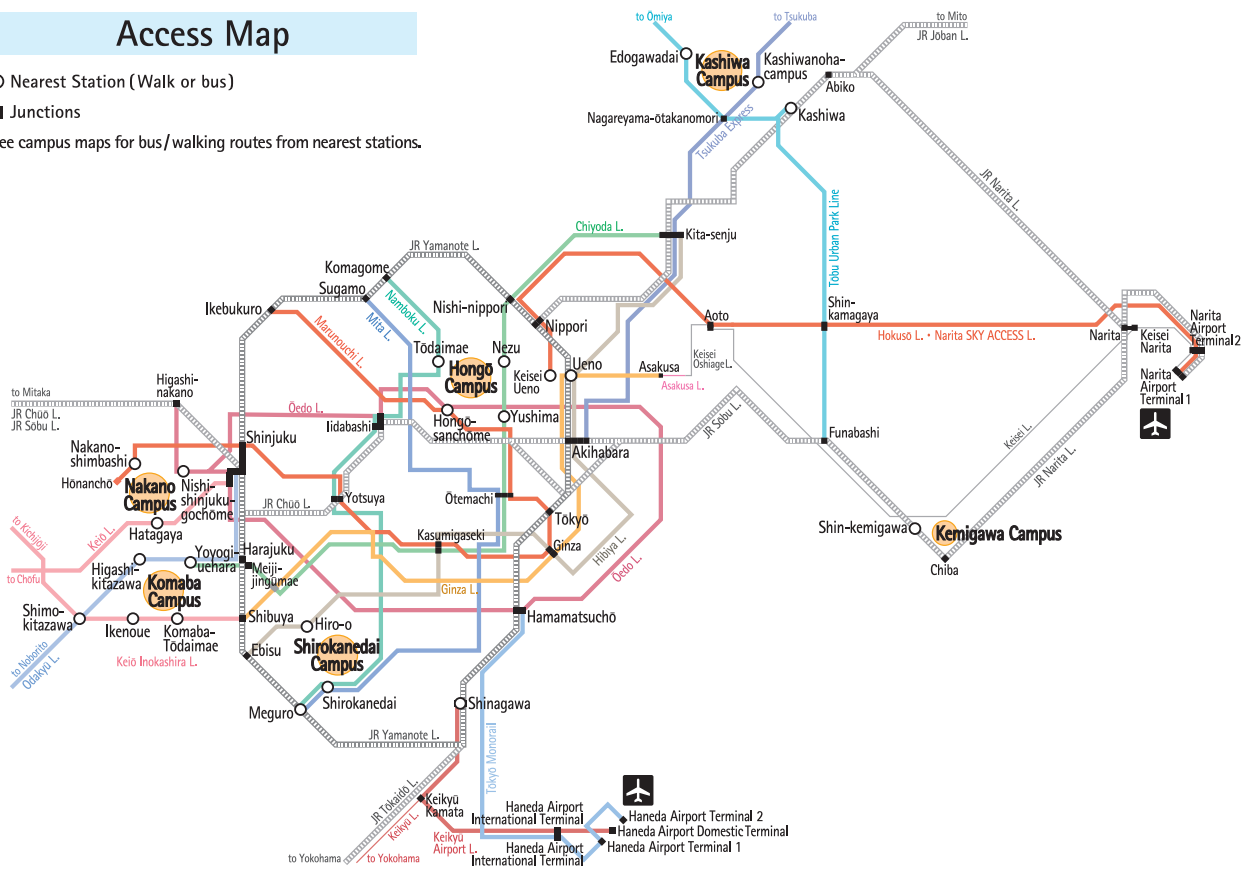 Access Map
Nearest Station (Walk or bus)
Junctions
ee campus maps for bus/walking routes from nearest stations.
to Ōmiya
to Tsukuba
to Mito
JR Jōban L.
Edogawadai
Kashiwa
Campus
Kashiwanoha-
campus
Abiko
Nagareyama-ōtakanomori
Kashiwa
Tsukuba Express
JR Narita L.
Chiyoda L.
Kita-senju
Tobu Urban Park Line
JR Yamanote L.
Komagome
Sugamo
Namboku L.
Nishi-nippori
Ikebukuro
Marunouchi L.
Mita L.
Nippori
Aoto
Shin-
kamagaya
Hokusō L. • Narita SKY ACCESS L.
Narita
Keisei
Narita
Narita
Airport
Terminal 2
Narita
Airport
Terminal 1
Tōdaimae
Nezu
Hongō
Campus
Keisei
Ueno
Ueno
Asakusa
Keisei
Oshiage L.
Asakusa L.
Higashi-
nakano
to Mitaka
JR Chūō L.
JR Sōbu L.
Ōedo L.
Iidabashi
Hongō-
sanchōme
Yushima
JR Sōbu L.
Shinjuku
Akihabara
Funabashi
Keisei L.
JR Narita L.
Nakano-
shimbashi
Hōnanchō
Nakano
Campus
Nishi-
shinjuku-
gochōme
JR Chūō L.
Yotsuya
Ōtemachi
Tōkyō
to Kichijōji
Keiō L.
Hatagaya
Kasumigaseki
Ginza
Hibiya L.
Ōedo L.
Shin-kemigawa
Kemigawa Campus
Chiba
Yoyogi-
uehara
Harajuku
Meiji-
jingūmae
to Chōfu
Higashi-
kitazawa
Komaba
Campus
Ginza L.
Shimo-
kitazawa
Ikenoue
Komaba-
Tōdaimae
Shibuya
Hiro-o
Hamamatsuchō
to Noborito
Odakyū L.
Keiō Inokashira L.
Ebisu
Shirokanedai
Campus
Shirokanedai
Meguro
Shinagawa
JR Yamanote L.
Tōkyō Monorail
JR Tōkaidō L.
Keikyū L.
Keikyū
Kamata
Keikyū
Airport L.
Haneda Airport
International Terminal
Haneda Airport
International Terminal
Haneda Airport Terminal 2
Haneda Airport Domestic Terminal
Haneda Airport Terminal 1
to Yokohama
to Yokohama